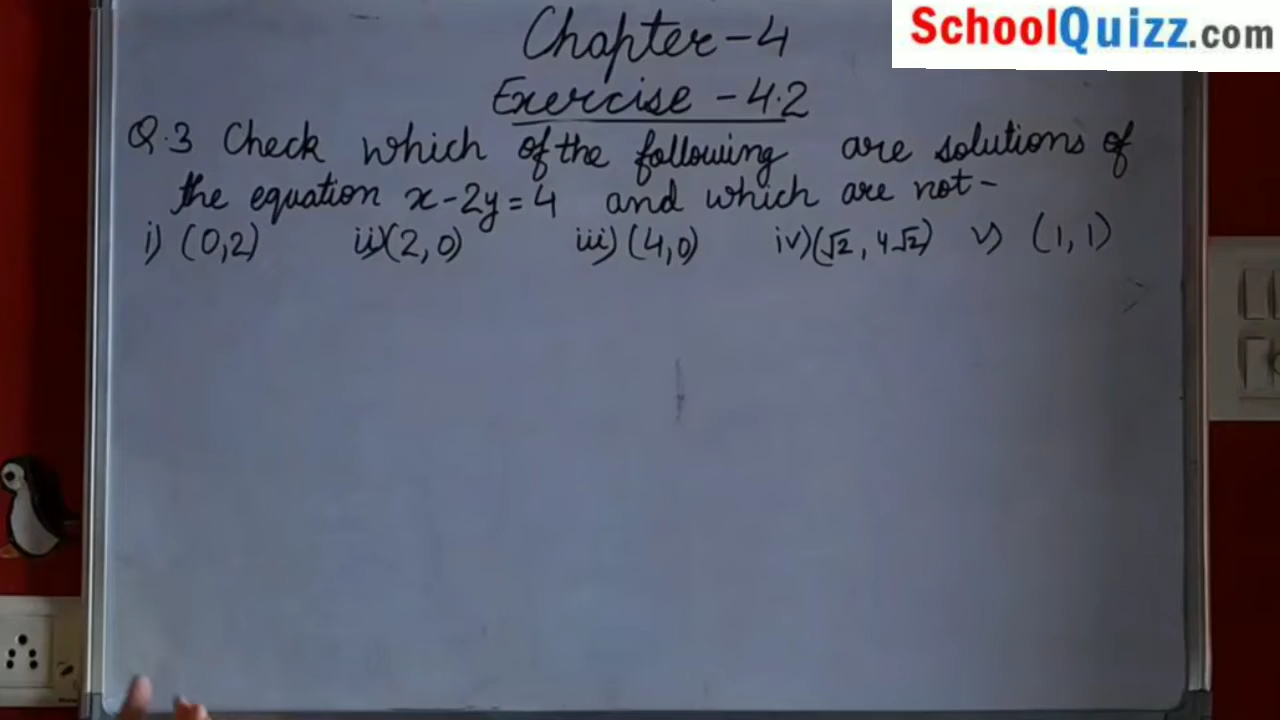 SchoolQuizz.com
Chapter-4
Exercise - 4.2
Q.3 Check which of the following are solutions of
the equation x-2y=4 and which are not-
i) (0,2) ii) (2,0) iii) (4,0) iv) (√2, 4√2) v) (1,1)